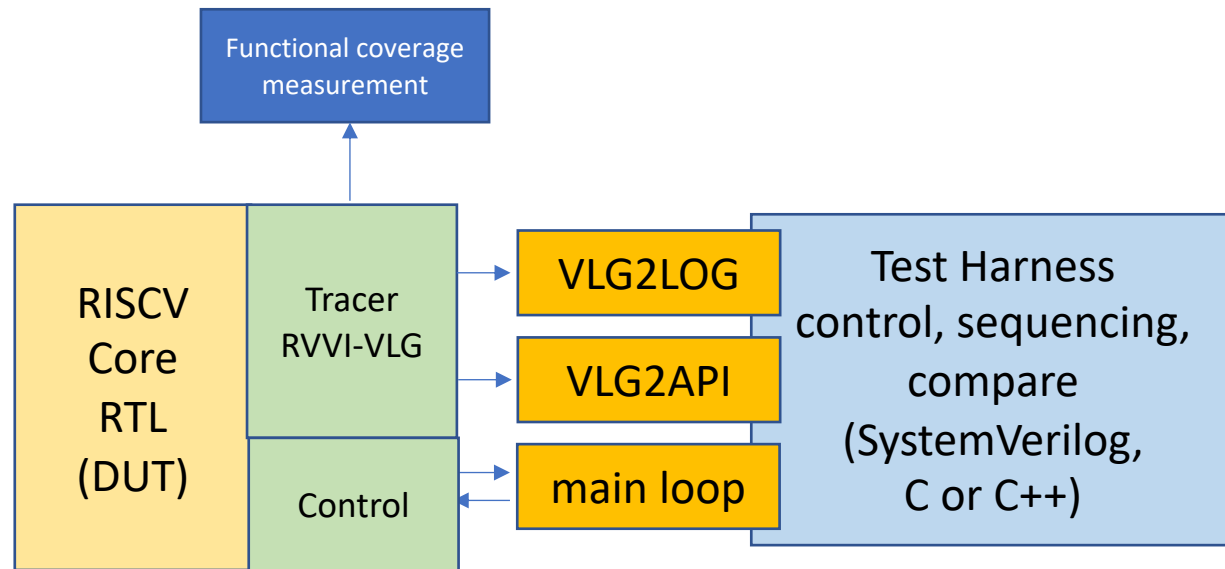 Functional coverage
measurement
RISCV
Core
RTL
(DUT)
Tracer
RVVI-VLG
Control
VLG2LOG
VLG2API
main loop
Test Harness
control, sequencing,
compare
(SystemVerilog,
C or C++)